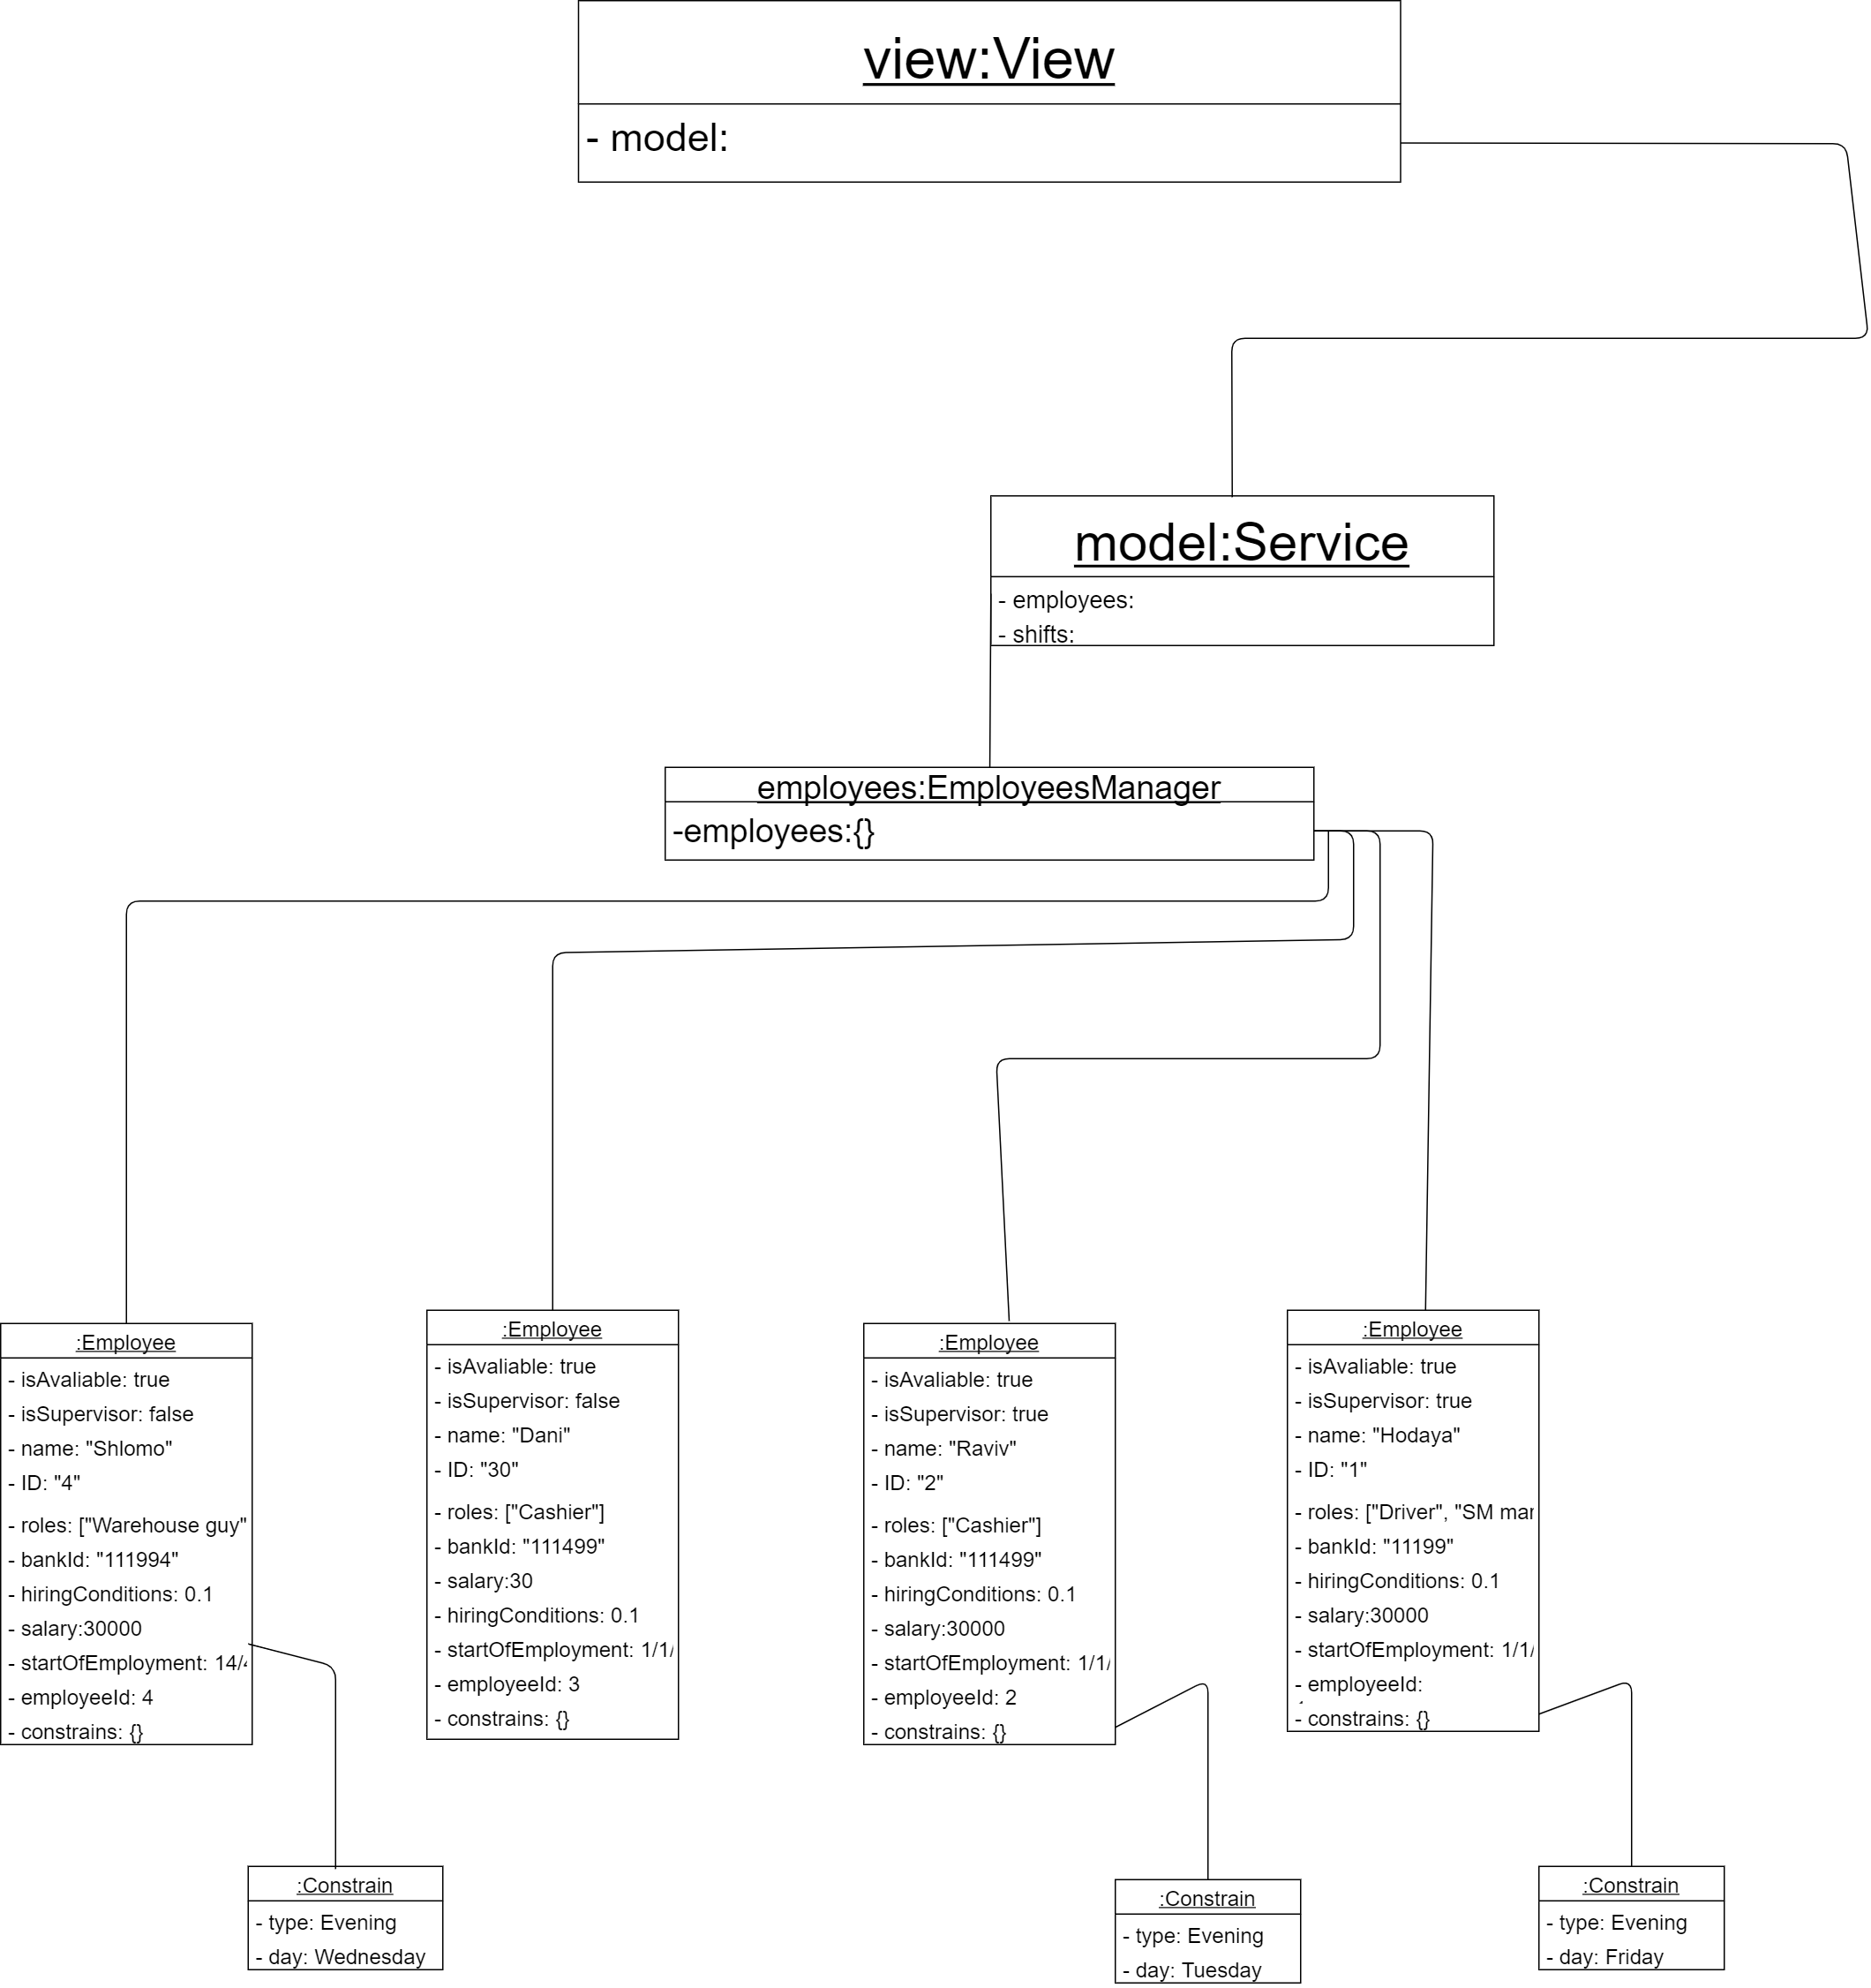 view:View
- model:
model:Service
- employees:
- shifts:
employees:EmployeesManager
-employees:{}
:Employee
- isAvaliable: true
- isSupervisor: false
- name: "Shlomo"
- ID: "4"
- roles: ["Warehouse guy"
- bankId: "111994"
- hiringConditions: 0.1
- salary:30000
- startOfEmployment: 14/
- employeeId: 4
- constrains: {}
:Employee
- isAvaliable: true
- isSupervisor: false
- name: "Dani"
- ID: "30"
- roles: ["Cashier"]
- bankId: "111499"
- salary:30
- hiringConditions: 0.1
- startOfEmployment: 1/1/
- employeeId: 3
- constrains: {}
:Employee
- isAvaliable: true
- isSupervisor: true
- name: "Raviv"
- ID: "2"
- roles: ["Cashier"]
- bankId: "111499"
- hiringConditions: 0.1
- salary:30000
- startOfEmployment: 1/1/
- employeeId: 2
- constrains: {}
:Employee
- isAvaliable: true
- isSupervisor: true
- name: "Hodaya"
- ID: "1"
- roles: ["Driver", "SM
- bankId: "11199"
- hiringConditions: 0.1
- salary:30000
- startOfEmployment: 1/1/
- employeeId:
- constrains: {}
:Constrain
- type: Evening
- day: Wednesday
:Constrain
- type: Evening
- day: Tuesday
:Constrain
- type: Evening
- day: Friday